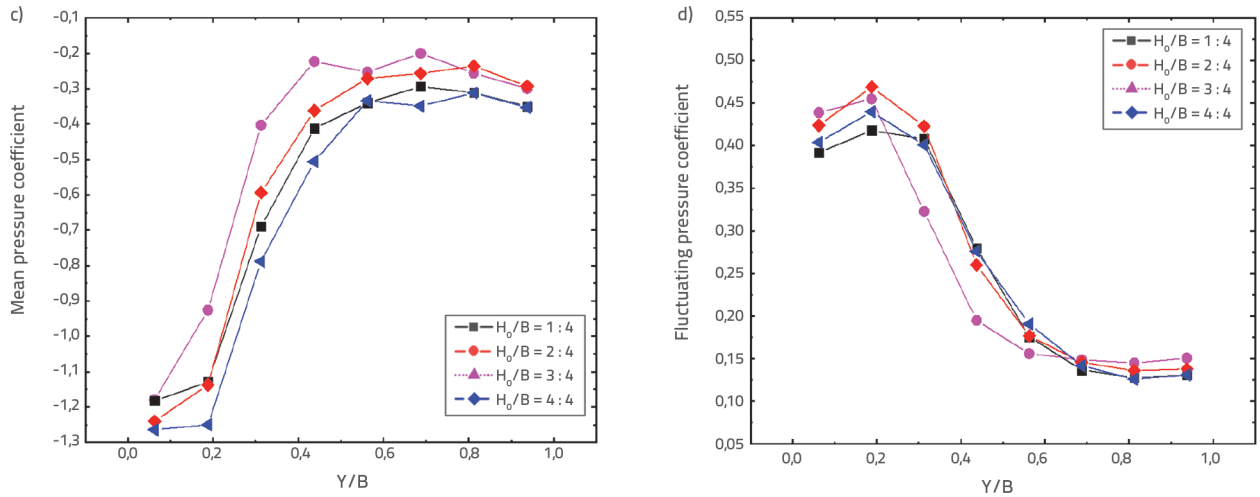 c)
-0,1
-0,2
-0,3
-0,4
-0,5
-0,6
-0,7
-0,8
-0,9
-1,0
-1,1
-1,2
-1,3
Mean pressure coefficient
H₀/B = 1 : 4
H₀/B = 2 : 4
H₀/B = 3 : 4
H₀/B = 4 : 4
0,0 0,2 0,4 0,6 0,8 1,0
Y/B
d)
0,55
0,50
0,45
0,40
0,35
0,30
0,25
0,20
0,15
0,10
0,05
Fluctuating pressure coefficient
H₀/B = 1 : 4
H₀/B = 2 : 4
H₀/B = 3 : 4
H₀/B = 4 : 4
0,0 0,2 0,4 0,6 0,8 1,0
Y/B